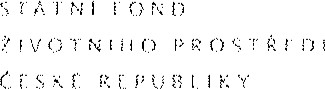 STÁTNÍ FOND
ŽIVOTNÍHO PROSTŘEDÍ
ČESKÉ REPUBLIKY